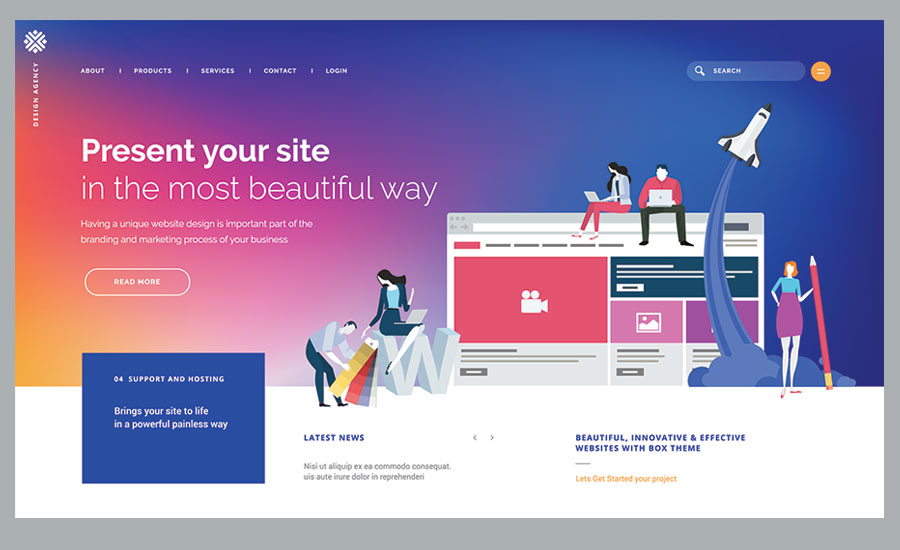 DESIGN AGENCY
ABOUT
PRODUCTS
SERVICES
CONTACT
LOGIN
SEARCH
Present your site
in the most beautiful way
Having a unique website design is important part of the
branding and marketing process of your business
READ MORE
W
04 SUPPORT AND HOSTING
Brings your site to life
in a powerful painless way
LATEST NEWS
Nisi ut aliquip ex ea commodo consequat.
uis aute irure dolor in reprehenderi
BEAUTIFUL, INNOVATIVE & EFFECTIVE
WEBSITES WITH BOX THEME
Lets Get Started your project